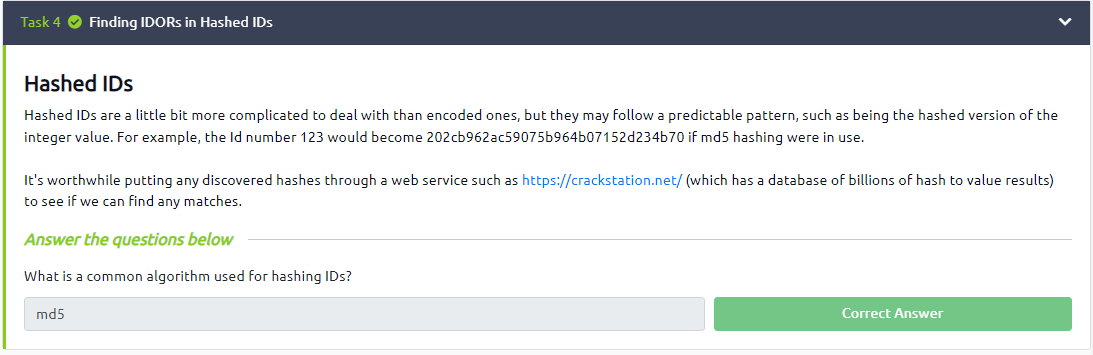 Task 4 Finding IDORs in Hashed IDs
Hashed IDs
Hashed IDs are a little bit more complicated to deal with than encoded ones, but they may follow a predictable pattern, such as being the hashed version of the
integer value. For example, the Id number 123 would become 202cb962ac59075b964b07152d234b70 if md5 hashing were in use.
It's worthwhile putting any discovered hashes through a web service such as https://crackstation.net/ (which has a database of billions of hash to value results)
to see if we can find any matches.
Answer the questions below
What is a common algorithm used for hashing IDs?
md5 Correct Answer